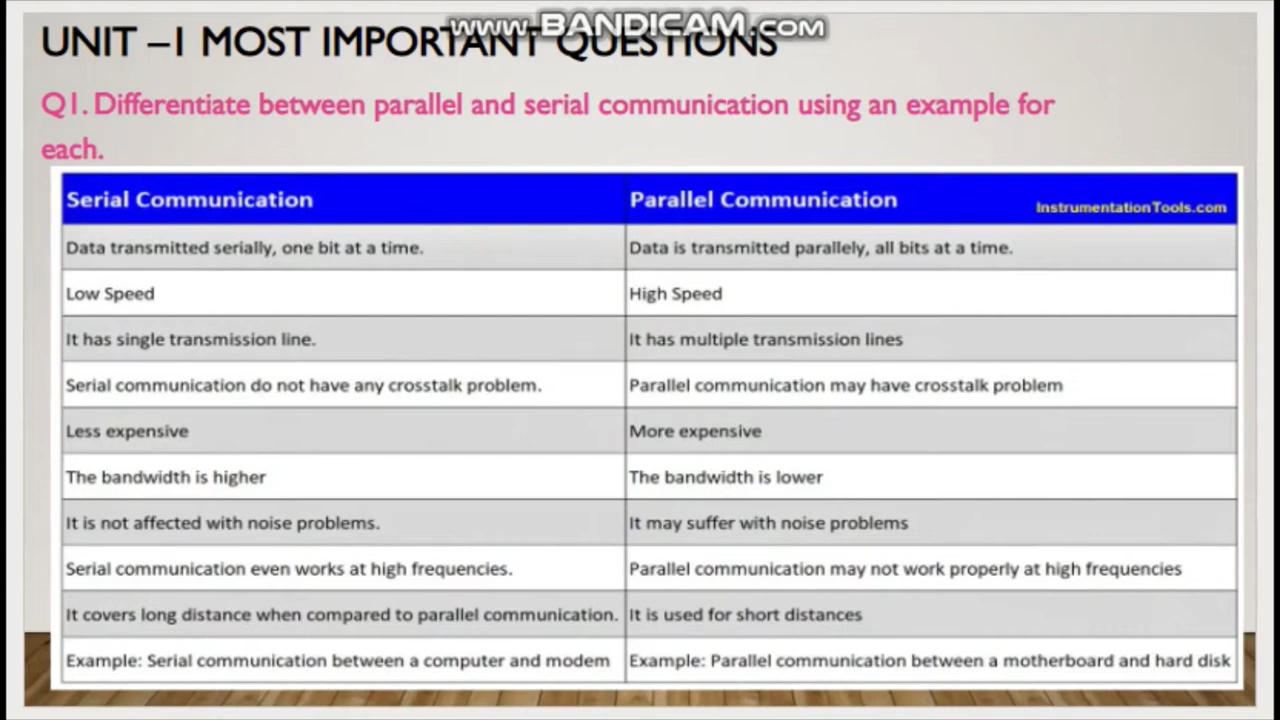 www.BANDICAM.com
UNIT –1 MOST IMPORTANT QUESTIONS
Q1. Differentiate between parallel and serial communication using an example for
each.
Serial Communication Parallel Communication InstrumentationTools.com
Data transmitted serially, one bit at a time. Data is transmitted parallely, all bits at a time.
Low Speed High Speed
It has single transmission line. It has multiple transmission lines
Serial communication do not have any crosstalk problem. Parallel communication may have crosstalk problem
Less expensive More expensive
The bandwidth is higher The bandwidth is lower
It is not affected with noise problems. It may suffer with noise problems
Serial communication even works at high frequencies. Parallel communication may not work properly at high frequencies
It covers long distance when compared to parallel communication. It is used for short distances
Example: Serial communication between a computer and modem Example: Parallel communication between a motherboard and hard disk